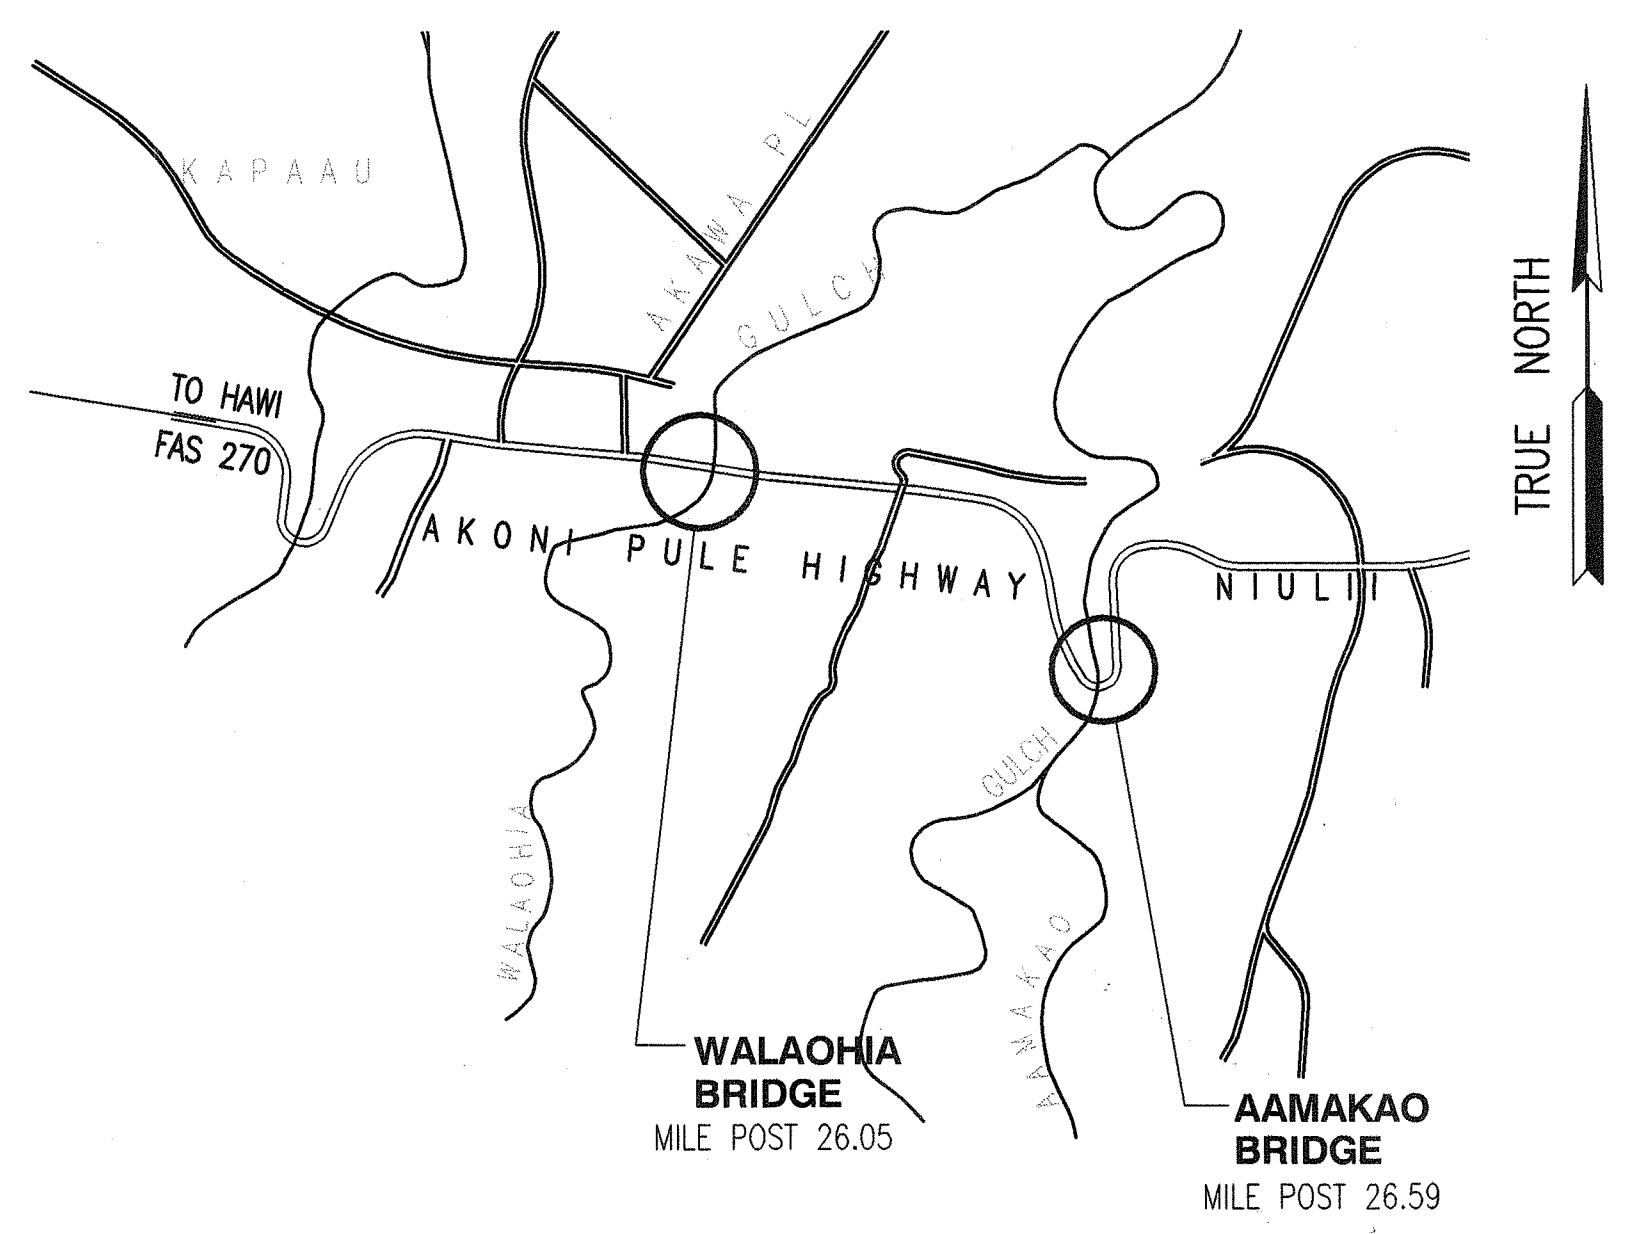 KAPAAU
AKAWA PL
GULCH
TRUE NORTH
TO HAWI
FAS 270
AKONI PULE HIGHWAY
NIULII
GULCH
WALAOHIA
AAMAKAO
WALAOHIA
BRIDGE
MILE POST 26.05
AAMAKAO
BRIDGE
MILE POST 26.59